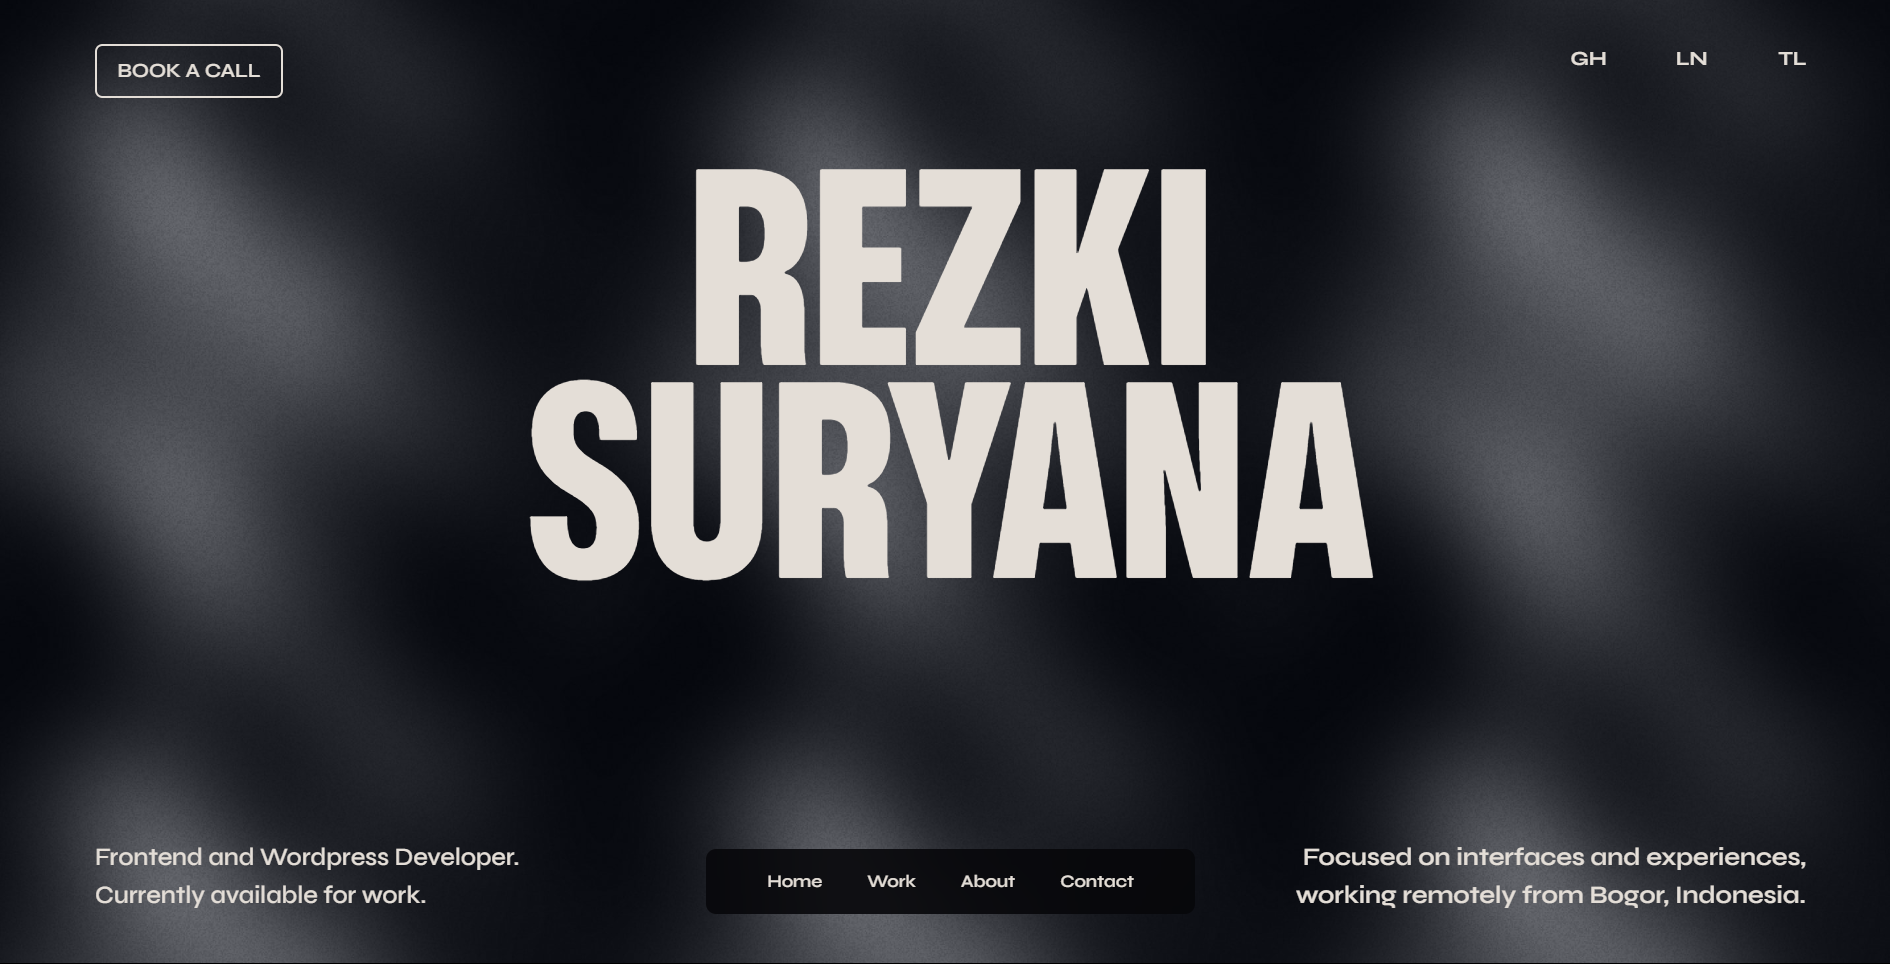 BOOK A CALL
GH LN TL
REZKI
SURYANA
Frontend and Wordpress Developer.
Currently available for work.
Home Work About Contact
Focused on interfaces and experiences,
working remotely from Bogor, Indonesia.